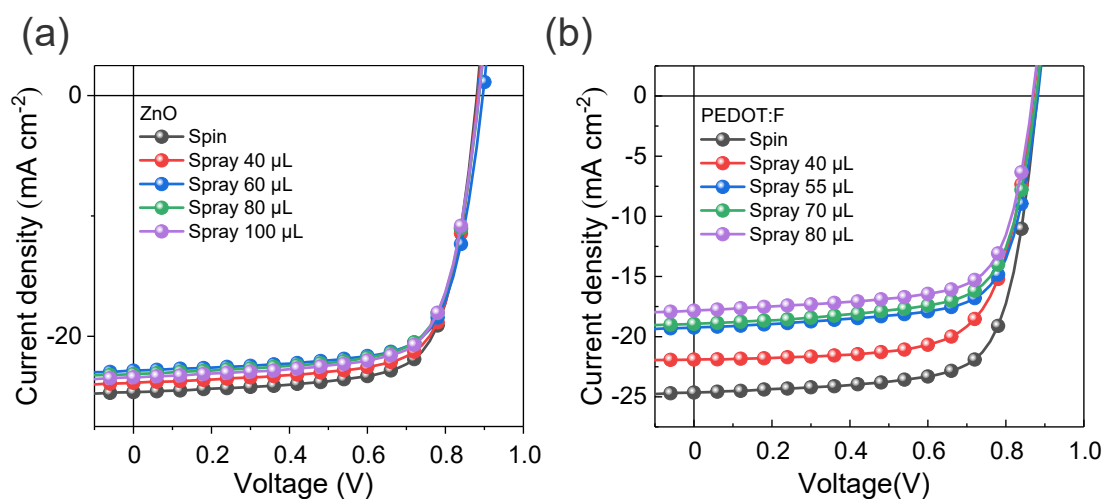 (a)
(b)
0
-20
Current density (mA cm-2)
ZnO
Spin
Spray 40 µL
Spray 60 µL
Spray 80 µL
Spray 100 µL
0 0.2 0.4 0.6 0.8 1.0
Voltage (V)
0
-5
-10
-15
-20
-25
Current density (mA cm-2)
PEDOT:F
Spin
Spray 40 µL
Spray 55 µL
Spray 70 µL
Spray 80 µL
0 0.2 0.4 0.6 0.8 1.0
Voltage(V)